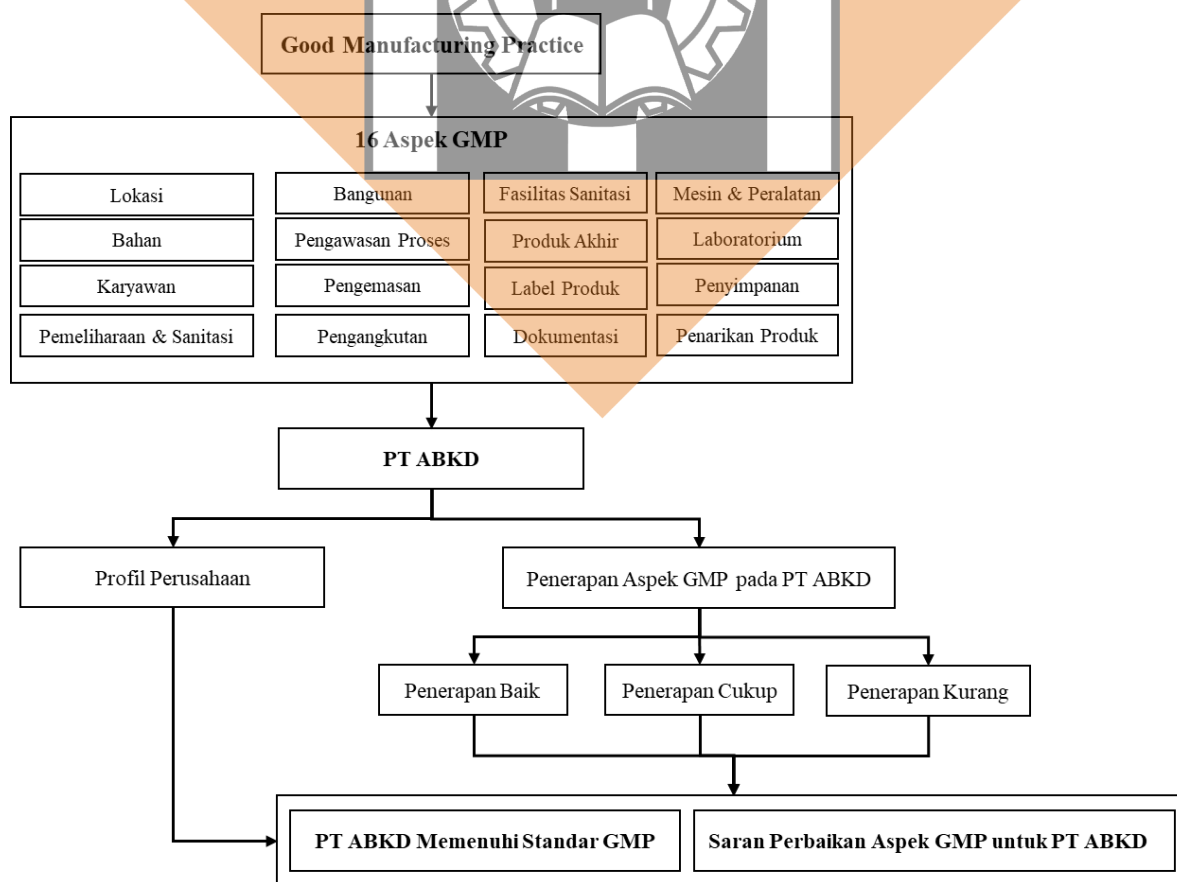 Good Manufacturing Practice
16 Aspek GMP
Lokasi
Bangunan
Fasilitas Sanitasi
Mesin & Peralatan
Bahan
Pengawasan Proses
Produk Akhir
Laboratorium
Karyawan
Pengemasan
Label Produk
Penyimpanan
Pemeliharaan & Sanitasi
Pengangkutan
Dokumentasi
Penarikan Produk
PT ABKD
Profil Perusahaan
Penerapan Aspek GMP pada PT ABKD
Penerapan Baik
Penerapan Cukup
Penerapan Kurang
PT ABKD Memenuhi Standar GMP
Saran Perbaikan Aspek GMP untuk PT ABKD